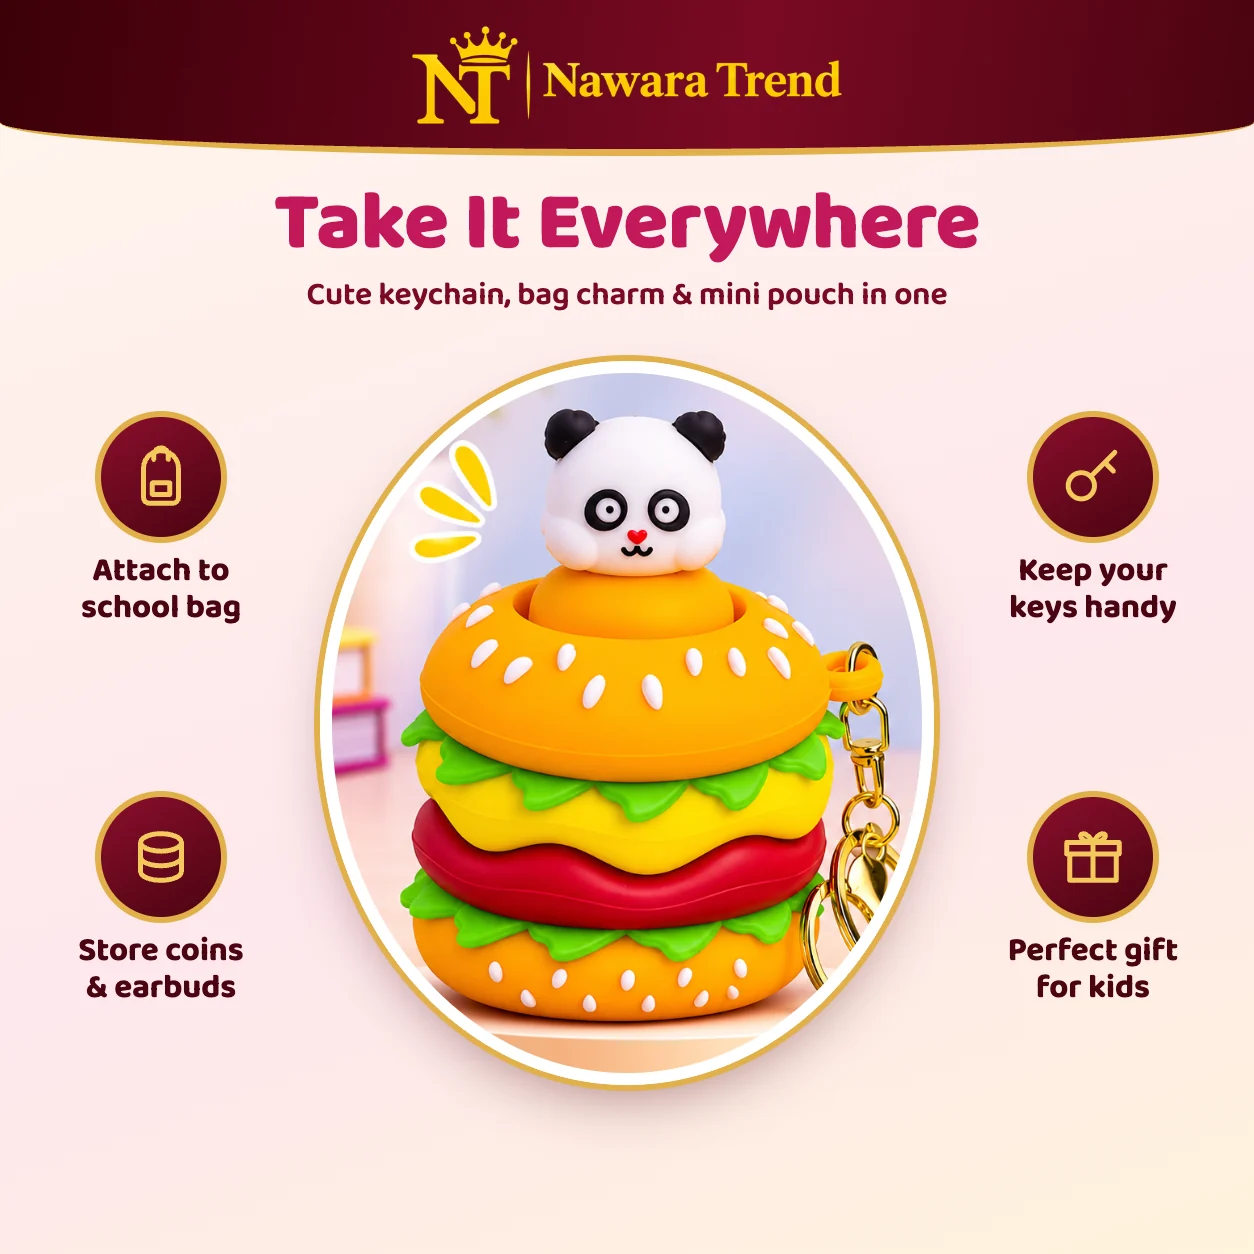 NT | Nawara Trend
Take It Everywhere
Cute keychain, bag charm & mini pouch in one
Attach to
school bag
Keep your
keys handy
Store coins
& earbuds
Perfect gift
for kids